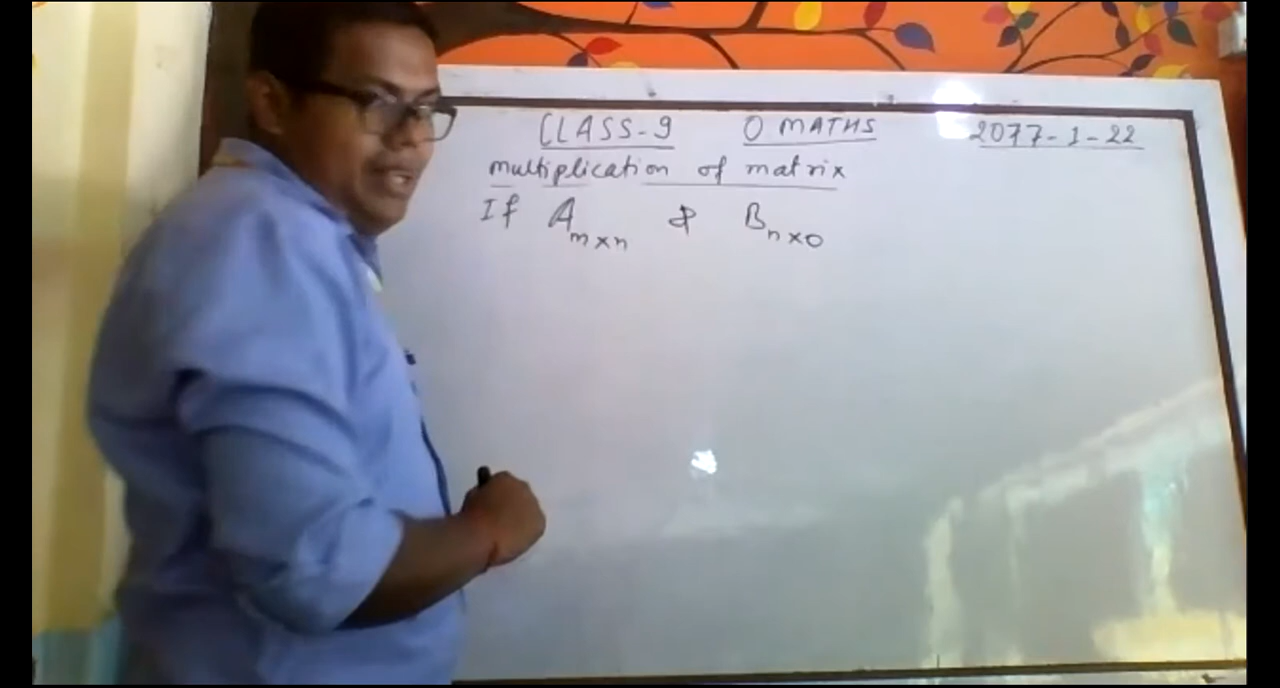 CLASS-9 O MATHS 2077-1-22
multiplication of matrix
If A m×n & B n×o